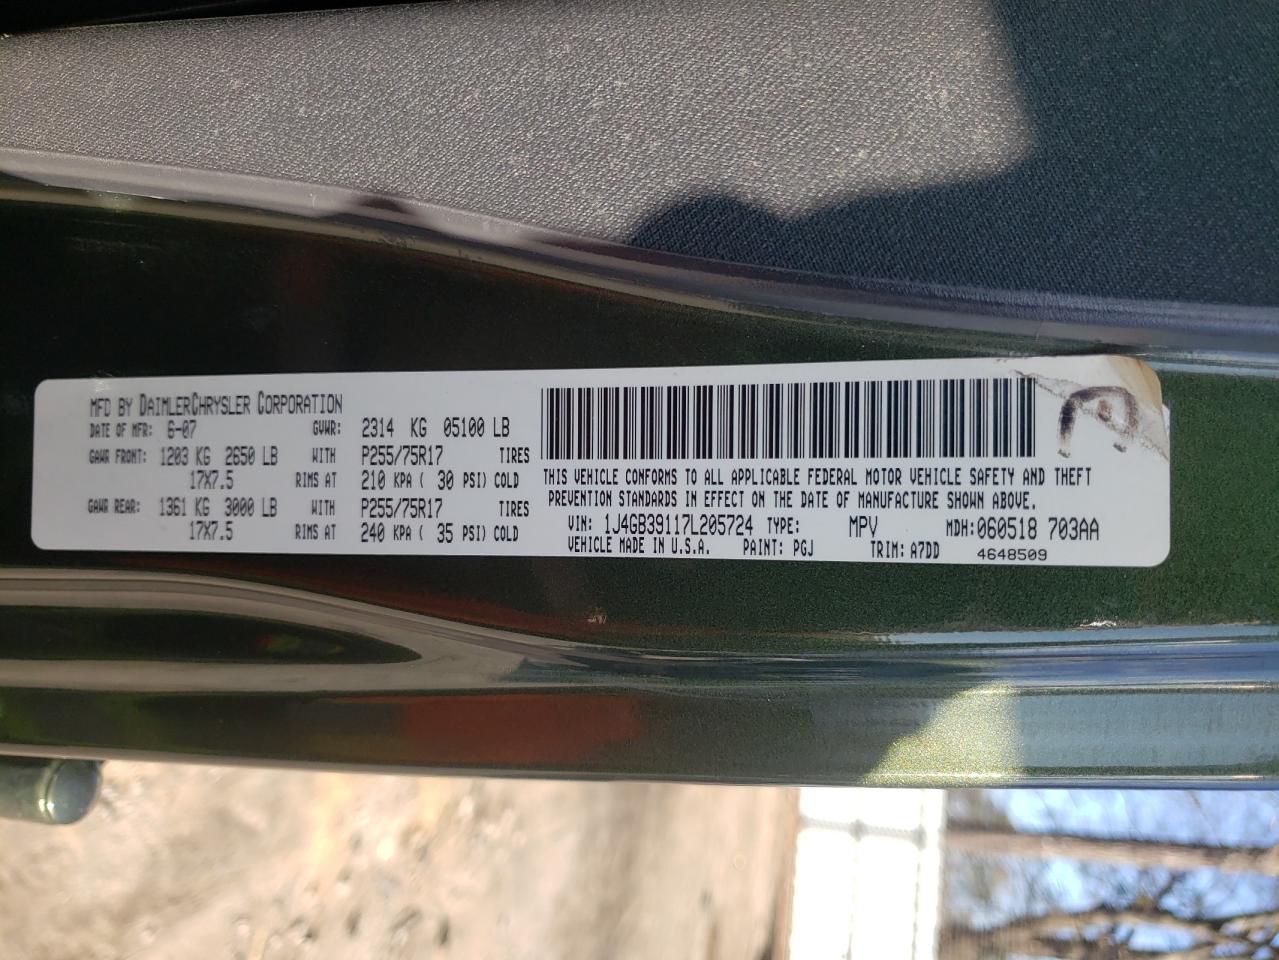 MFD BY DAIMLERCHRYSLER CORPORATION
DATE OF MFR: 6-07 GVWR: 2314 KG 05100 LB
GAWR FRONT: 1203 KG 2650 LB WITH P255/75R17 TIRES
17X7.5 RIMS AT 210 KPA ( 30 PSI) COLD
GAWR REAR: 1361 KG 3000 LB WITH P255/75R17 TIRES
17X7.5 RIMS AT 240 KPA ( 35 PSI) COLD
THIS VEHICLE CONFORMS TO ALL APPLICABLE FEDERAL MOTOR VEHICLE SAFETY AND THEFT
PREVENTION STANDARDS IN EFFECT ON THE DATE OF MANUFACTURE SHOWN ABOVE.
VIN: 1J4GB39117L205724 TYPE: MPV MDH:060518 703AA
VEHICLE MADE IN U.S.A. PAINT: PGJ TRIM: A7DD 4648509